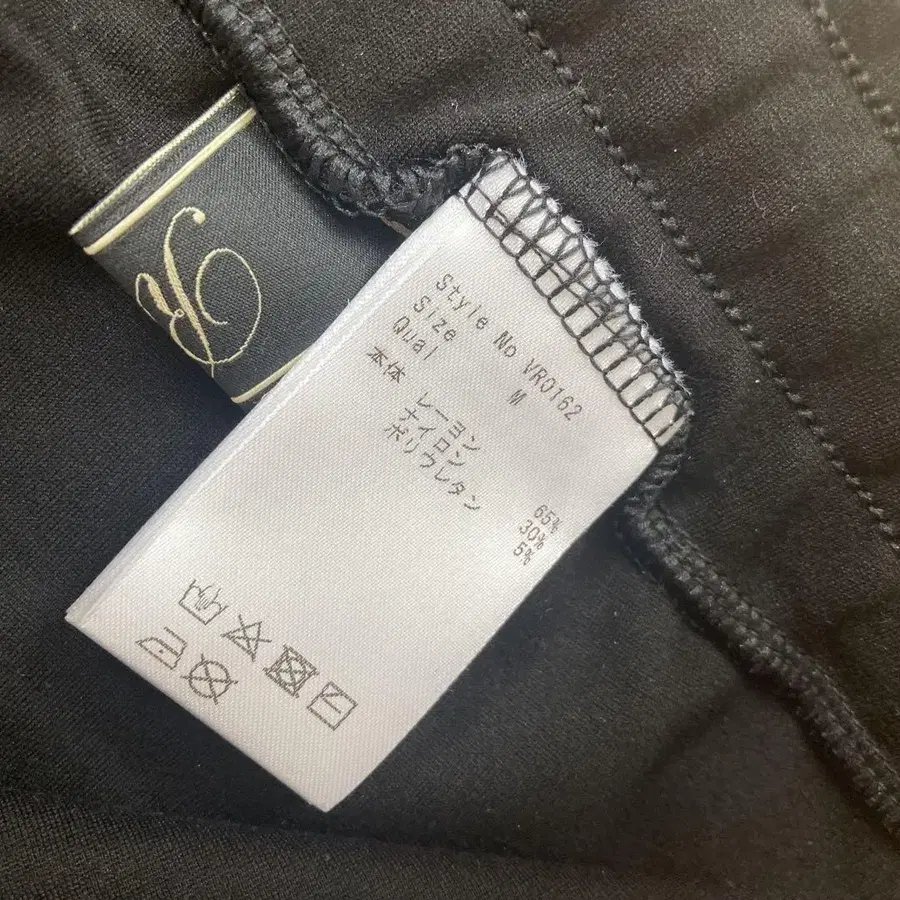 Style No VR0162
Size M
Qual
本体
レーヨン 65%
ナイロン 30%
ポリウレタン 5%